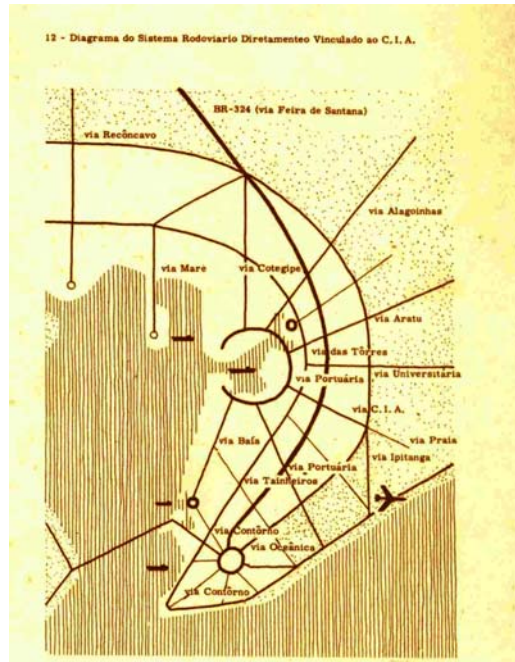 12 - Diagrama do Sistema Rodoviario Diretamenteo Vinculado ao C.I.A.
BR-324 (via Feira de Santana)
via Recôncavo
via Alagoinhas
via Maré
via Cotegipe
via Aratu
via das Tôrres
via Universitária
via Portuária
via C.I.A.
via Baía
via Praia
via Portuária
via Ipitanga
via Tainheiros
via Contôrno
via Oceânica
via Contôrno